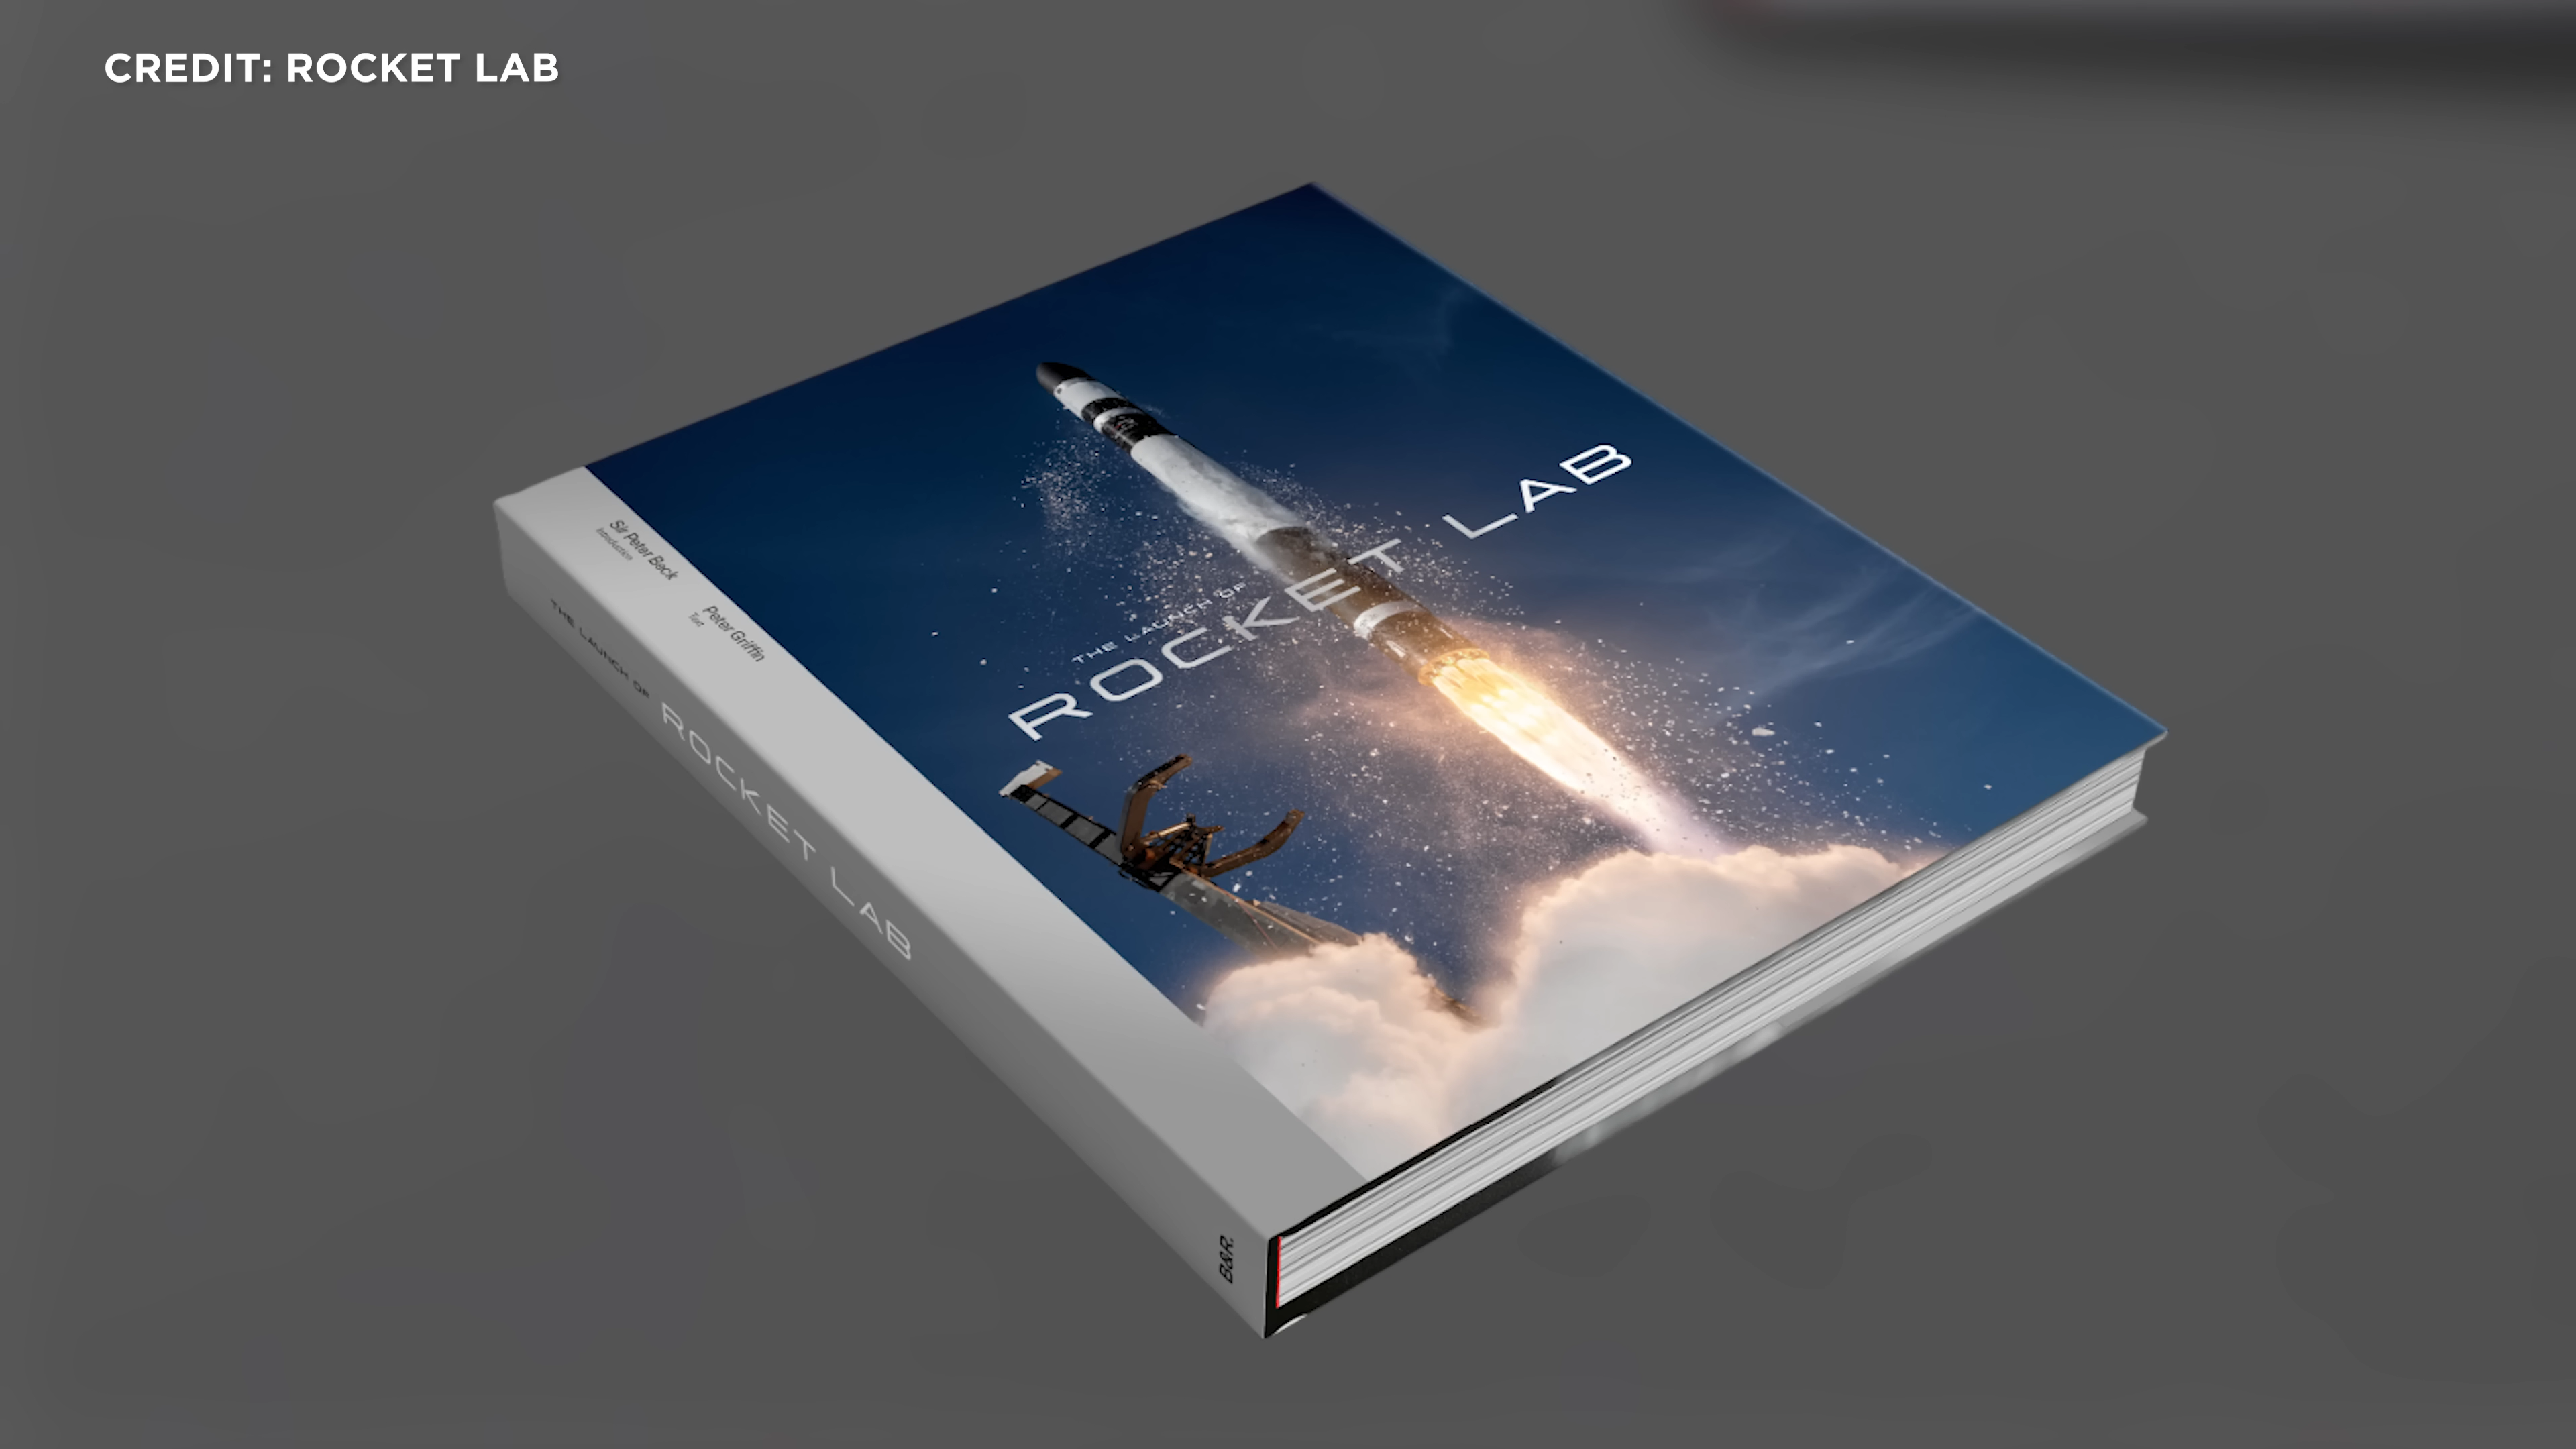 CREDIT: ROCKET LAB
Sir Peter Beck
Introduction
Peter Griffin
Text
THE LAUNCH OF
ROCKET LAB
THE LAUNCH OF ROCKET LAB
B&R.